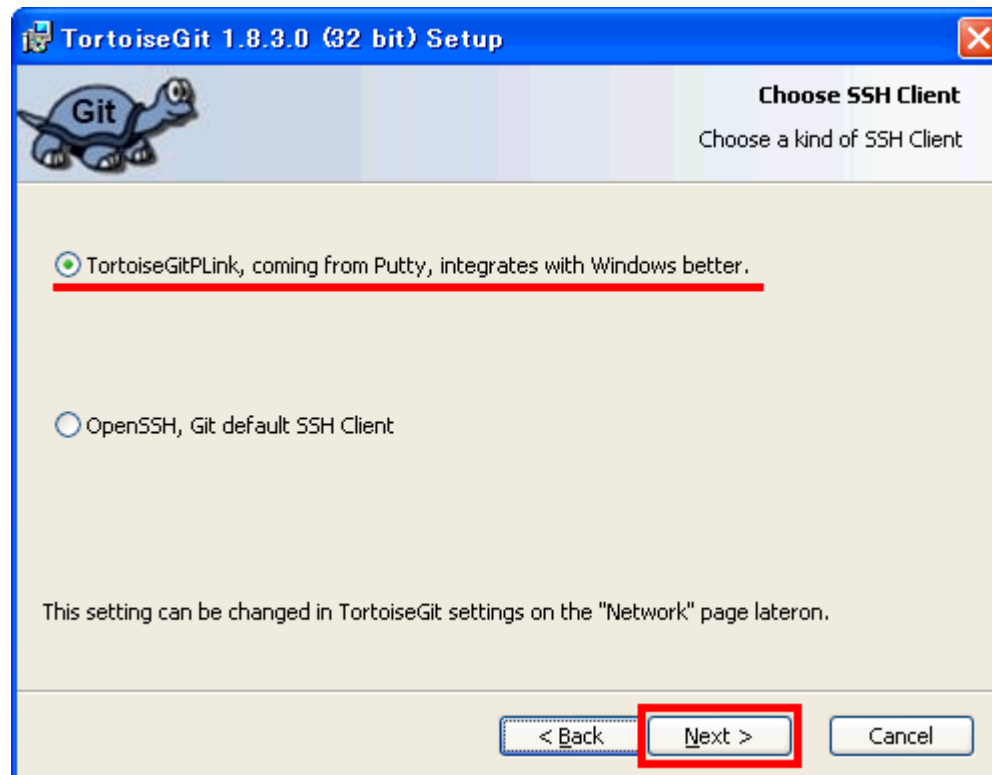 TortoiseGit 1.8.3.0 (32 bit) Setup
Git
Choose SSH Client
Choose a kind of SSH Client
TortoiseGitPLink, coming from Putty, integrates with Windows better.
OpenSSH, Git default SSH Client
This setting can be changed in TortoiseGit settings on the "Network" page lateron.
< Back
Next >
Cancel